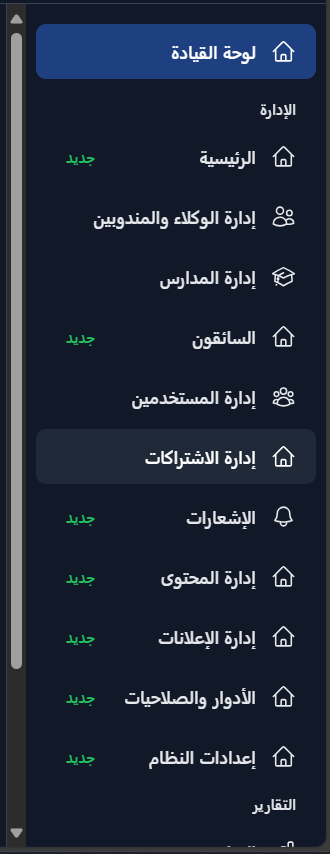 لوحة القيادة
الإدارة
الرئيسية جديد
إدارة الوكلاء والمندوبين
إدارة المدارس
السائقون جديد
إدارة المستخدمين
إدارة الاشتراكات
الإشعارات جديد
إدارة المحتوى جديد
إدارة الإعلانات جديد
الأدوار والصلاحيات جديد
إعدادات النظام جديد
التقارير